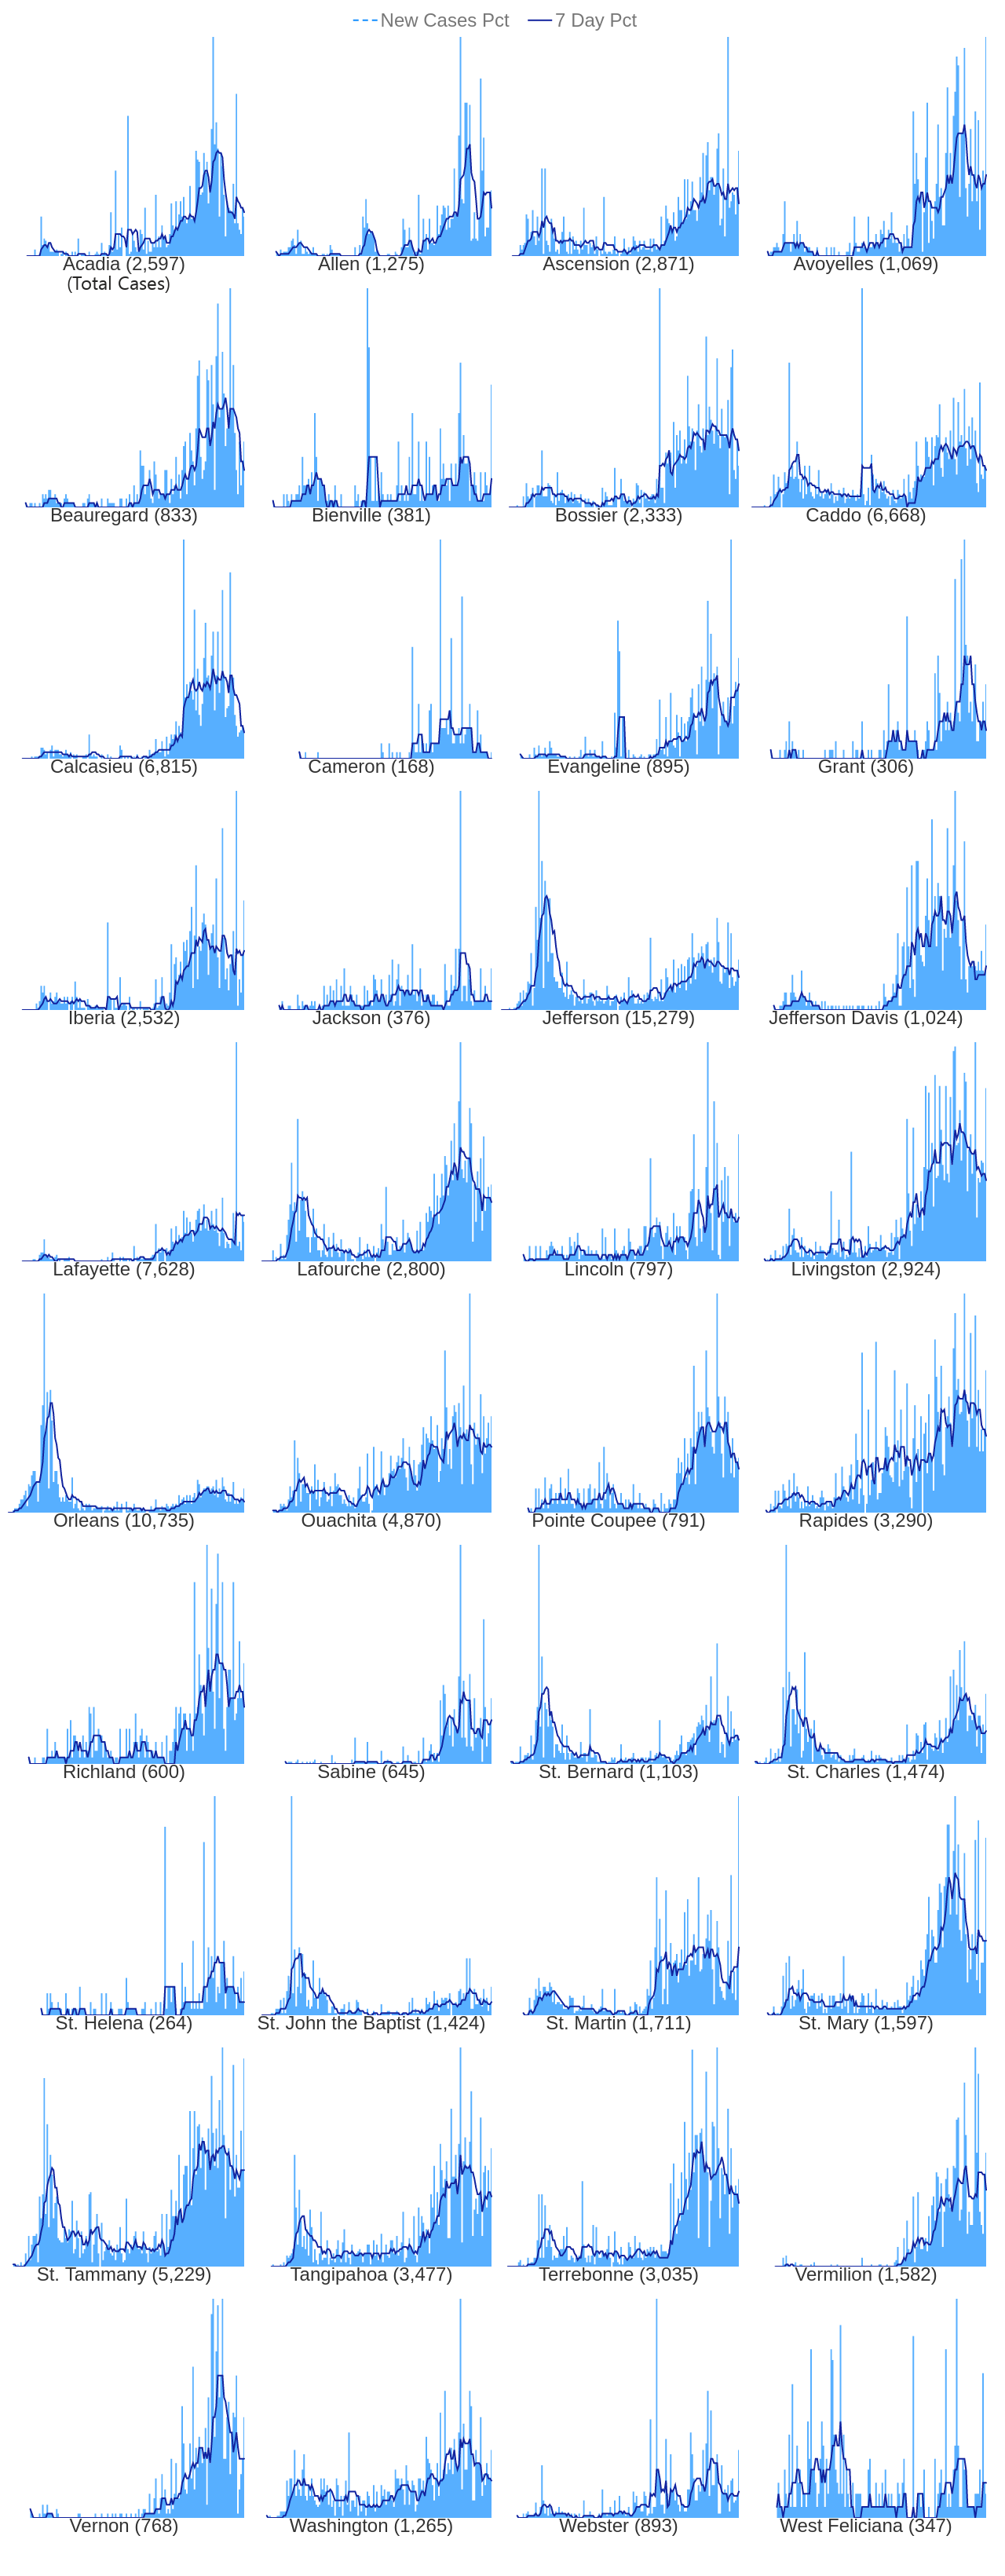 New Cases Pct 7 Day Pct
Acadia (2,597) Allen (1,275) Ascension (2,871) Avoyelles (1,069)
(Total Cases)
Beauregard (833) Bienville (381) Bossier (2,333) Caddo (6,668)
Calcasieu (6,815) Cameron (168) Evangeline (895) Grant (306)
Iberia (2,532) Jackson (376) Jefferson (15,279) Jefferson Davis (1,024)
Lafayette (7,628) Lafourche (2,800) Lincoln (797) Livingston (2,924)
Orleans (10,735) Ouachita (4,870) Pointe Coupee (791) Rapides (3,290)
Richland (600) Sabine (645) St. Bernard (1,103) St. Charles (1,474)
St. Helena (264) St. John the Baptist (1,424) St. Martin (1,711) St. Mary (1,597)
St. Tammany (5,229) Tangipahoa (3,477) Terrebonne (3,035) Vermilion (1,582)
Vernon (768) Washington (1,265) Webster (893) West Feliciana (347)